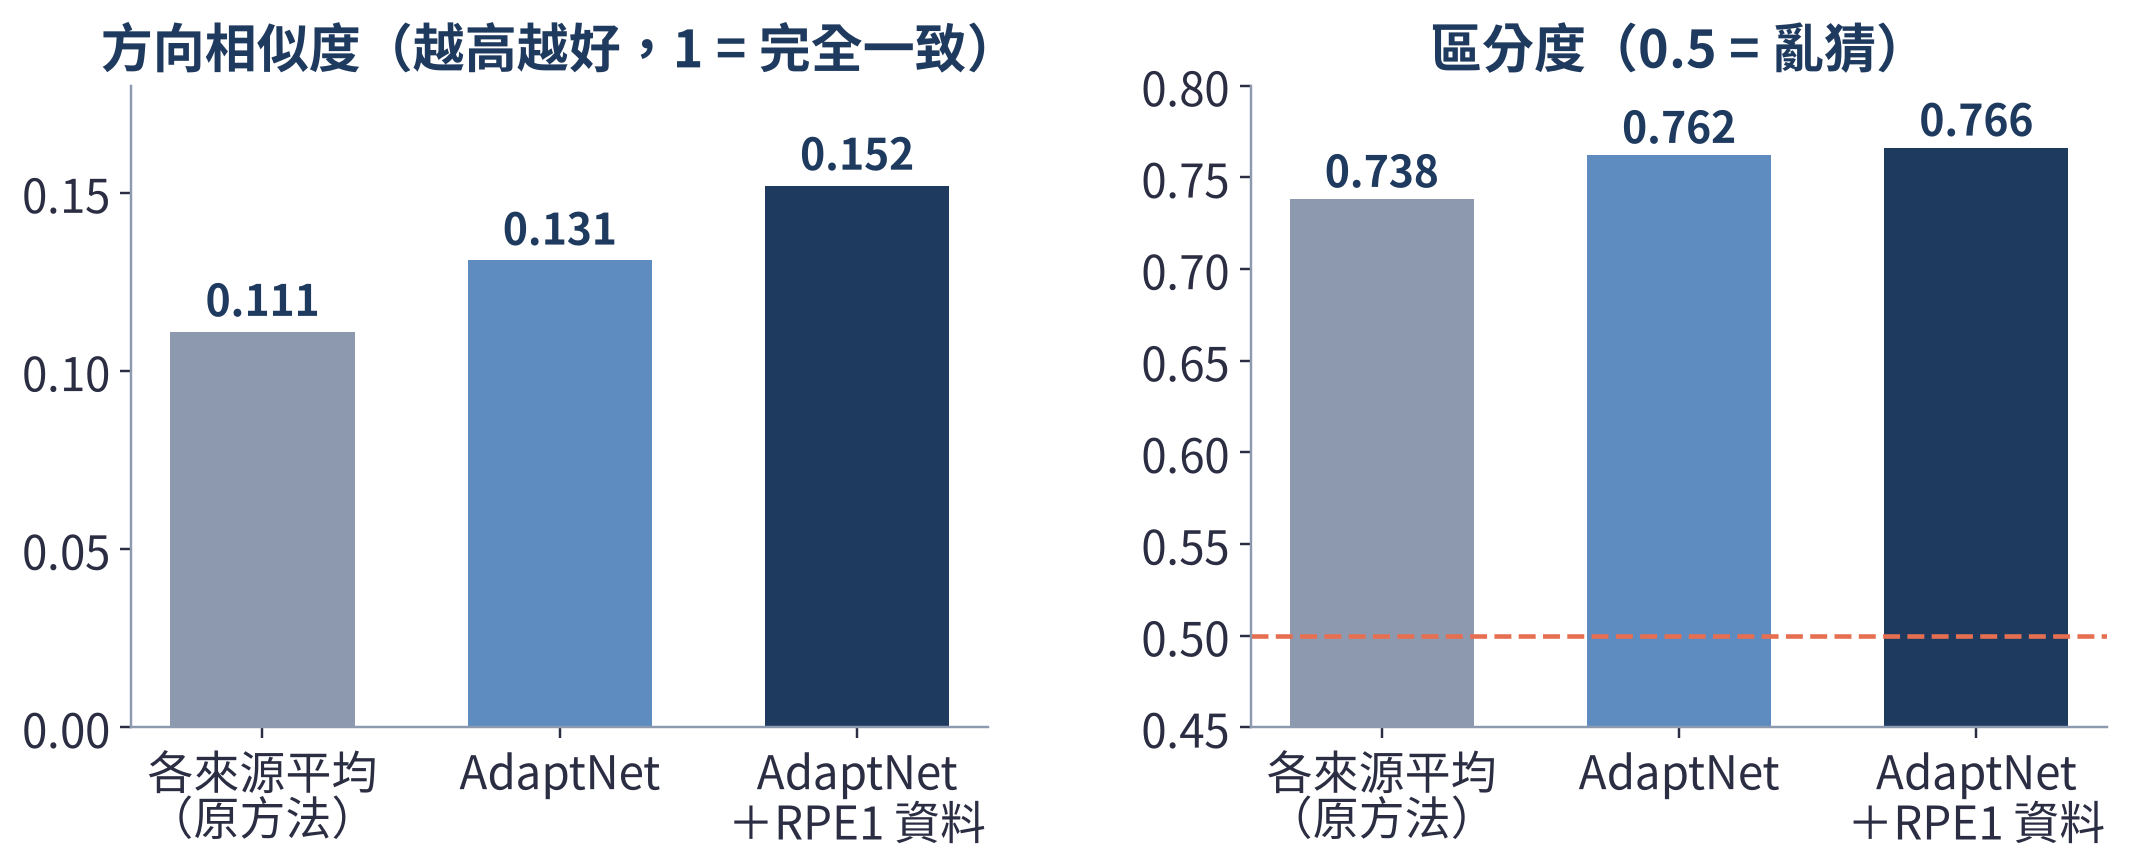 方向相似度（越高越好，1 = 完全一致）
0.15
0.10
0.05
0.00
0.111
0.131
0.152
各來源平均
（原方法）
AdaptNet
AdaptNet
＋RPE1 資料
區分度（0.5 = 亂猜）
0.80
0.75
0.70
0.65
0.60
0.55
0.50
0.45
0.738
0.762
0.766
各來源平均
（原方法）
AdaptNet
AdaptNet
＋RPE1 資料